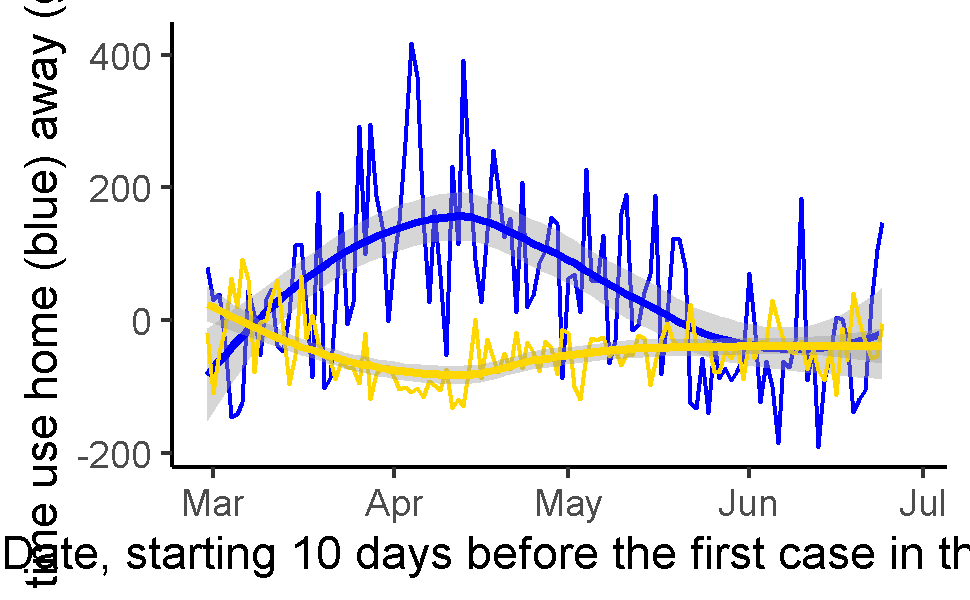 time use home (blue) away (
400
200
0
-200
Mar Apr May Jun Jul
Date, starting 10 days before the first case in th